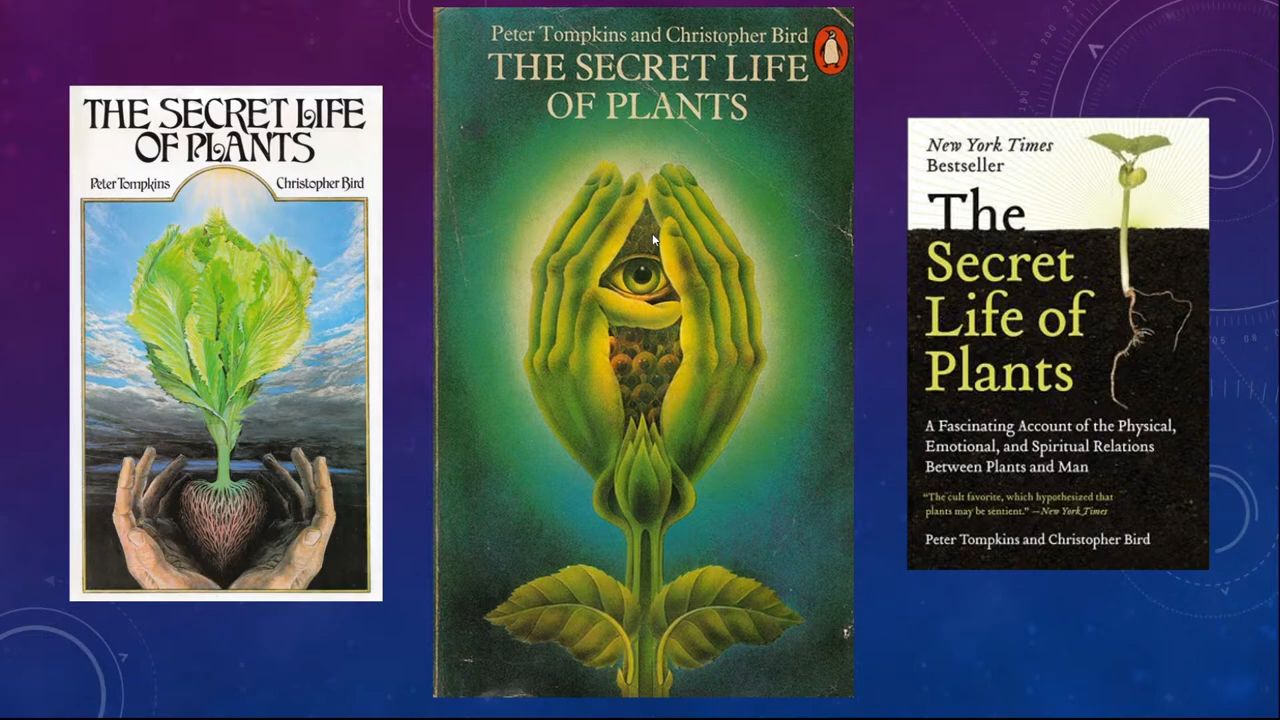 THE SECRET LIFE
OF PLANTS
Peter Tompkins
Christopher Bird
Peter Tompkins and Christopher Bird
THE SECRET LIFE
OF PLANTS
New York Times
Bestseller
The
Secret
Life of
Plants
A Fascinating Account of the Physical,
Emotional, and Spiritual Relations
Between Plants and Man
“The cult favorite, which hypothesized that
plants may be sentient.” —New York Times
Peter Tompkins and Christopher Bird